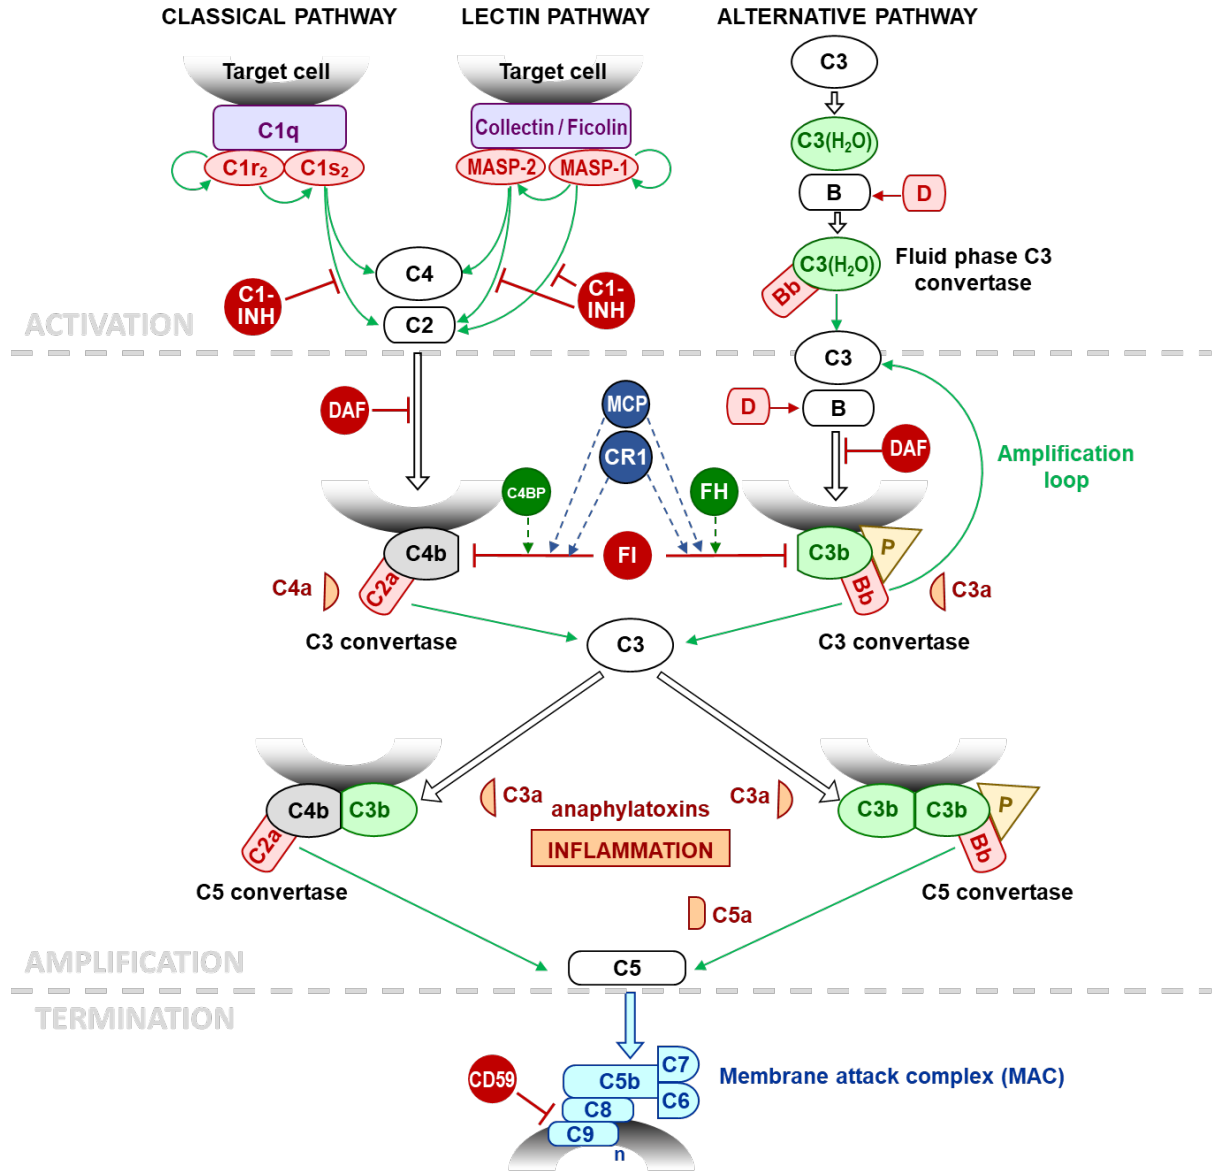 CLASSICAL PATHWAY
LECTIN PATHWAY
ALTERNATIVE PATHWAY
Target cell
Target cell
C3
C1q
Collectin / Ficolin
C3(H₂O)
C1r₂
C1s₂
MASP-2
MASP-1
B
D
C4
C3(H₂O)
Bb
Fluid phase C3
convertase
C1-
INH
C1-
INH
C2
ACTIVATION
C3
DAF
MCP
D
B
CR1
DAF
Amplification
loop
C4BP
FH
C4b
FI
C3b
P
C4a
C2a
Bb
C3a
C3 convertase
C3
C3 convertase
C3a
anaphylatoxins
C3a
C4b
C3b
C3b
C3b
P
C2a
INFLAMMATION
Bb
C5 convertase
C5 convertase
C5a
AMPLIFICATION
C5
TERMINATION
C7
CD59
C5b
Membrane attack complex (MAC)
C6
C8
C9
n